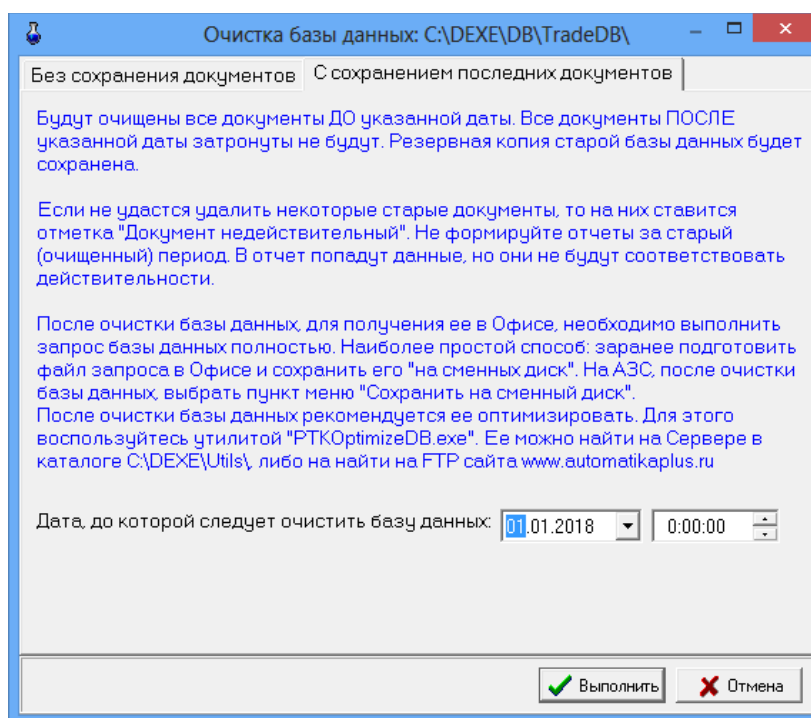 Очистка базы данных: C:\DEXE\DB\TradeDB\
Без сохранения документов С сохранением последних документов
Будут очищены все документы ДО указанной даты. Все документы ПОСЛЕ
указанной даты затронуты не будут. Резервная копия старой базы данных будет
сохранена.
Если не удастся удалить некоторые старые документы, то на них ставится
отметка "Документ недействительный". Не формируйте отчеты за старый
(очищенный) период. В отчет попадут данные, но они не будут соответствовать
действительности.
После очистки базы данных, для получения ее в Офисе, необходимо выполнить
запрос базы данных полностью. Наиболее простой способ: заранее подготовить
файл запроса в Офисе и сохранить его "на сменных диск". На АЗС, после очистки
базы данных, выбрать пункт меню "Сохранить на сменный диск".
После очистки базы данных рекомендуется ее оптимизировать. Для этого
воспользуйтесь утилитой "PTKOptimizeDB.exe". Ее можно найти на Сервере в
каталоге C:\DEXE\Utils\, либо на найти на FTP сайта www.automatikaplus.ru
Дата, до которой следует очистить базу данных: 01.01.2018 0:00:00
Выполнить Отмена